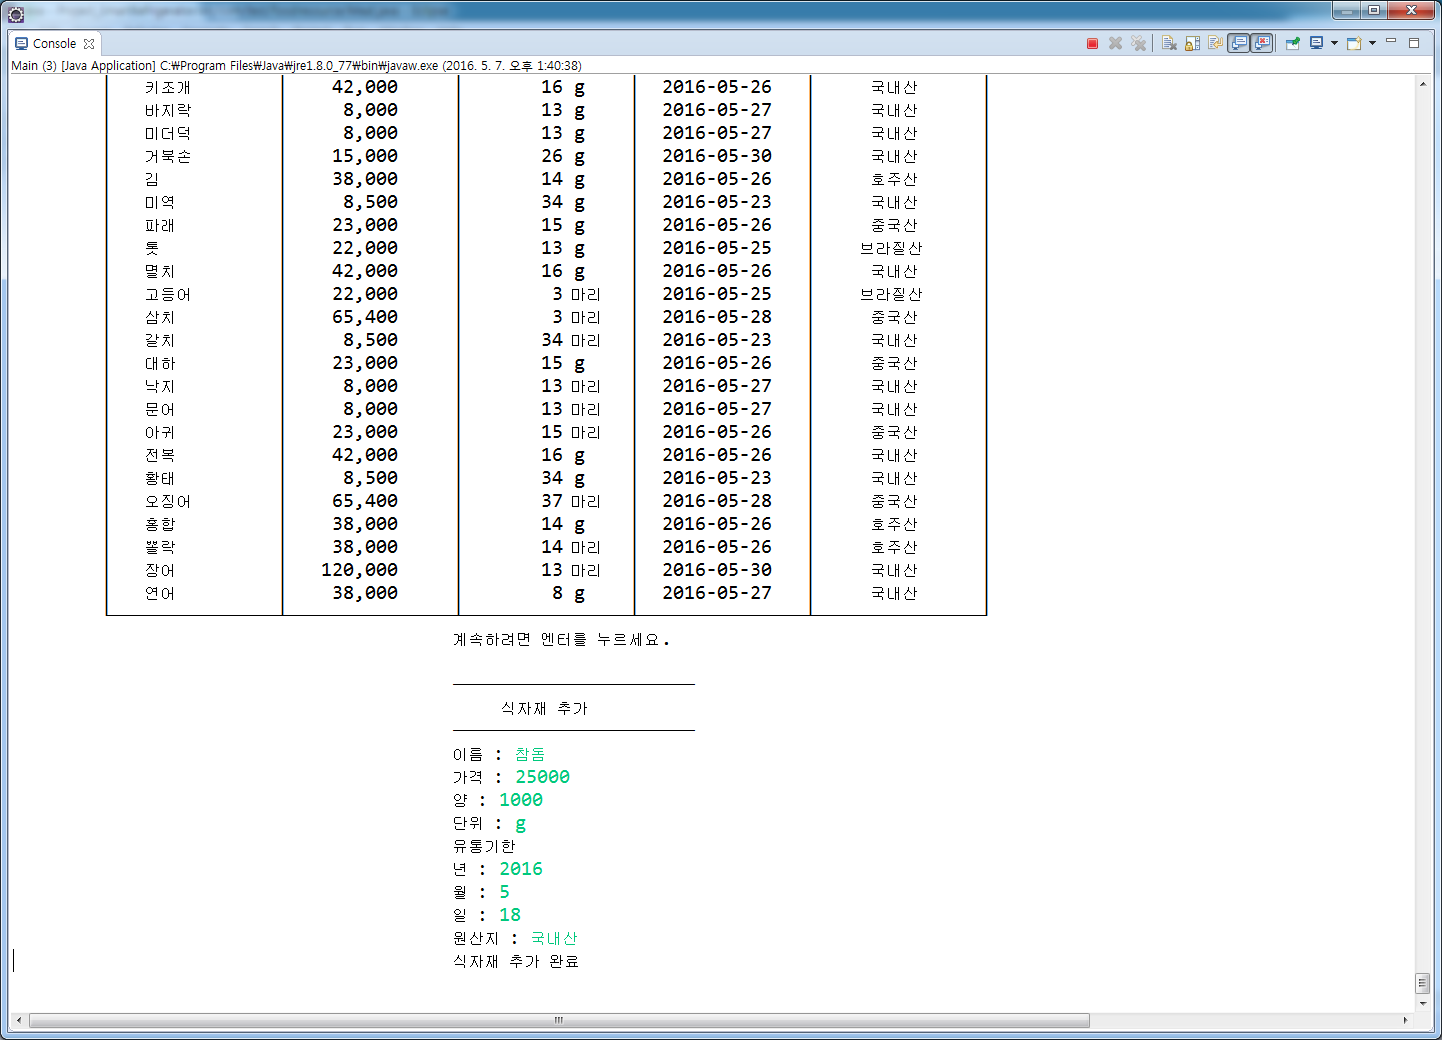 Console
Main (3) [Java Application] C:₩Program Files₩Java₩jre1.8.0_77₩bin₩javaw.exe (2016. 5. 7. 오후 1:40:38)
키조개 42,000 16 g 2016-05-26 국내산
바지락 8,000 13 g 2016-05-27 국내산
미더덕 8,000 13 g 2016-05-27 국내산
거북손 15,000 26 g 2016-05-30 국내산
김 38,000 14 g 2016-05-26 호주산
미역 8,500 34 g 2016-05-23 국내산
파래 23,000 15 g 2016-05-26 중국산
톳 22,000 13 g 2016-05-25 브라질산
멸치 42,000 16 g 2016-05-26 국내산
고등어 22,000 3 마리 2016-05-25 브라질산
삼치 65,400 3 마리 2016-05-28 중국산
갈치 8,500 34 마리 2016-05-23 국내산
대하 23,000 15 g 2016-05-26 중국산
낙지 8,000 13 마리 2016-05-27 국내산
문어 8,000 13 마리 2016-05-27 국내산
아귀 23,000 15 마리 2016-05-26 중국산
전복 42,000 16 g 2016-05-26 국내산
황태 8,500 34 g 2016-05-23 국내산
오징어 65,400 37 마리 2016-05-28 중국산
홍합 38,000 14 g 2016-05-26 호주산
뽈락 38,000 14 마리 2016-05-26 호주산
장어 120,000 13 마리 2016-05-30 국내산
연어 38,000 8 g 2016-05-27 국내산
계속하려면 엔터를 누르세요.
식자재 추가
이름 : 참돔
가격 : 25000
양 : 1000
단위 : g
유통기한
년 : 2016
월 : 5
일 : 18
원산지 : 국내산
식자재 추가 완료